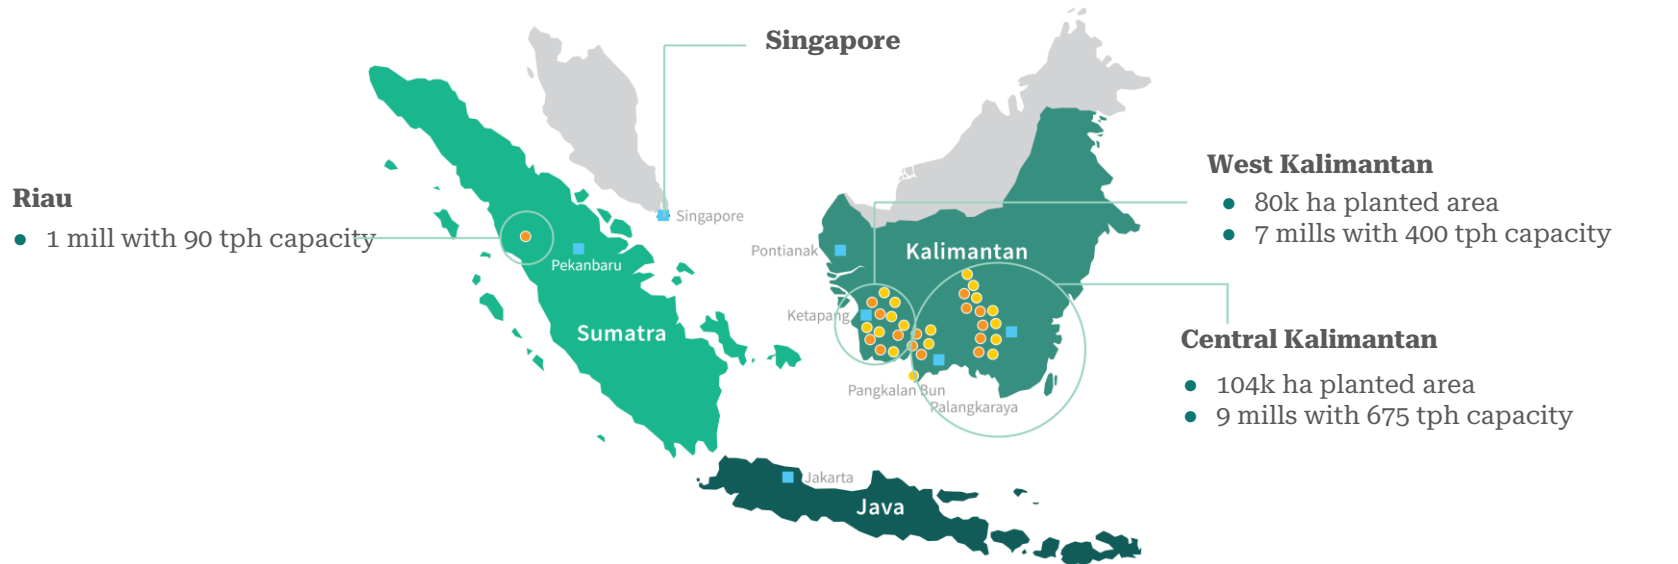 Singapore
West Kalimantan
• 80k ha planted area
• 7 mills with 400 tph capacity
Riau
• 1 mill with 90 tph capacity
Singapore
Pontianak
Kalimantan
Pekanbaru
Ketapang
Sumatra
Central Kalimantan
• 104k ha planted area
• 9 mills with 675 tph capacity
Pangkalan Bun
Palangkaraya
Jakarta
Java